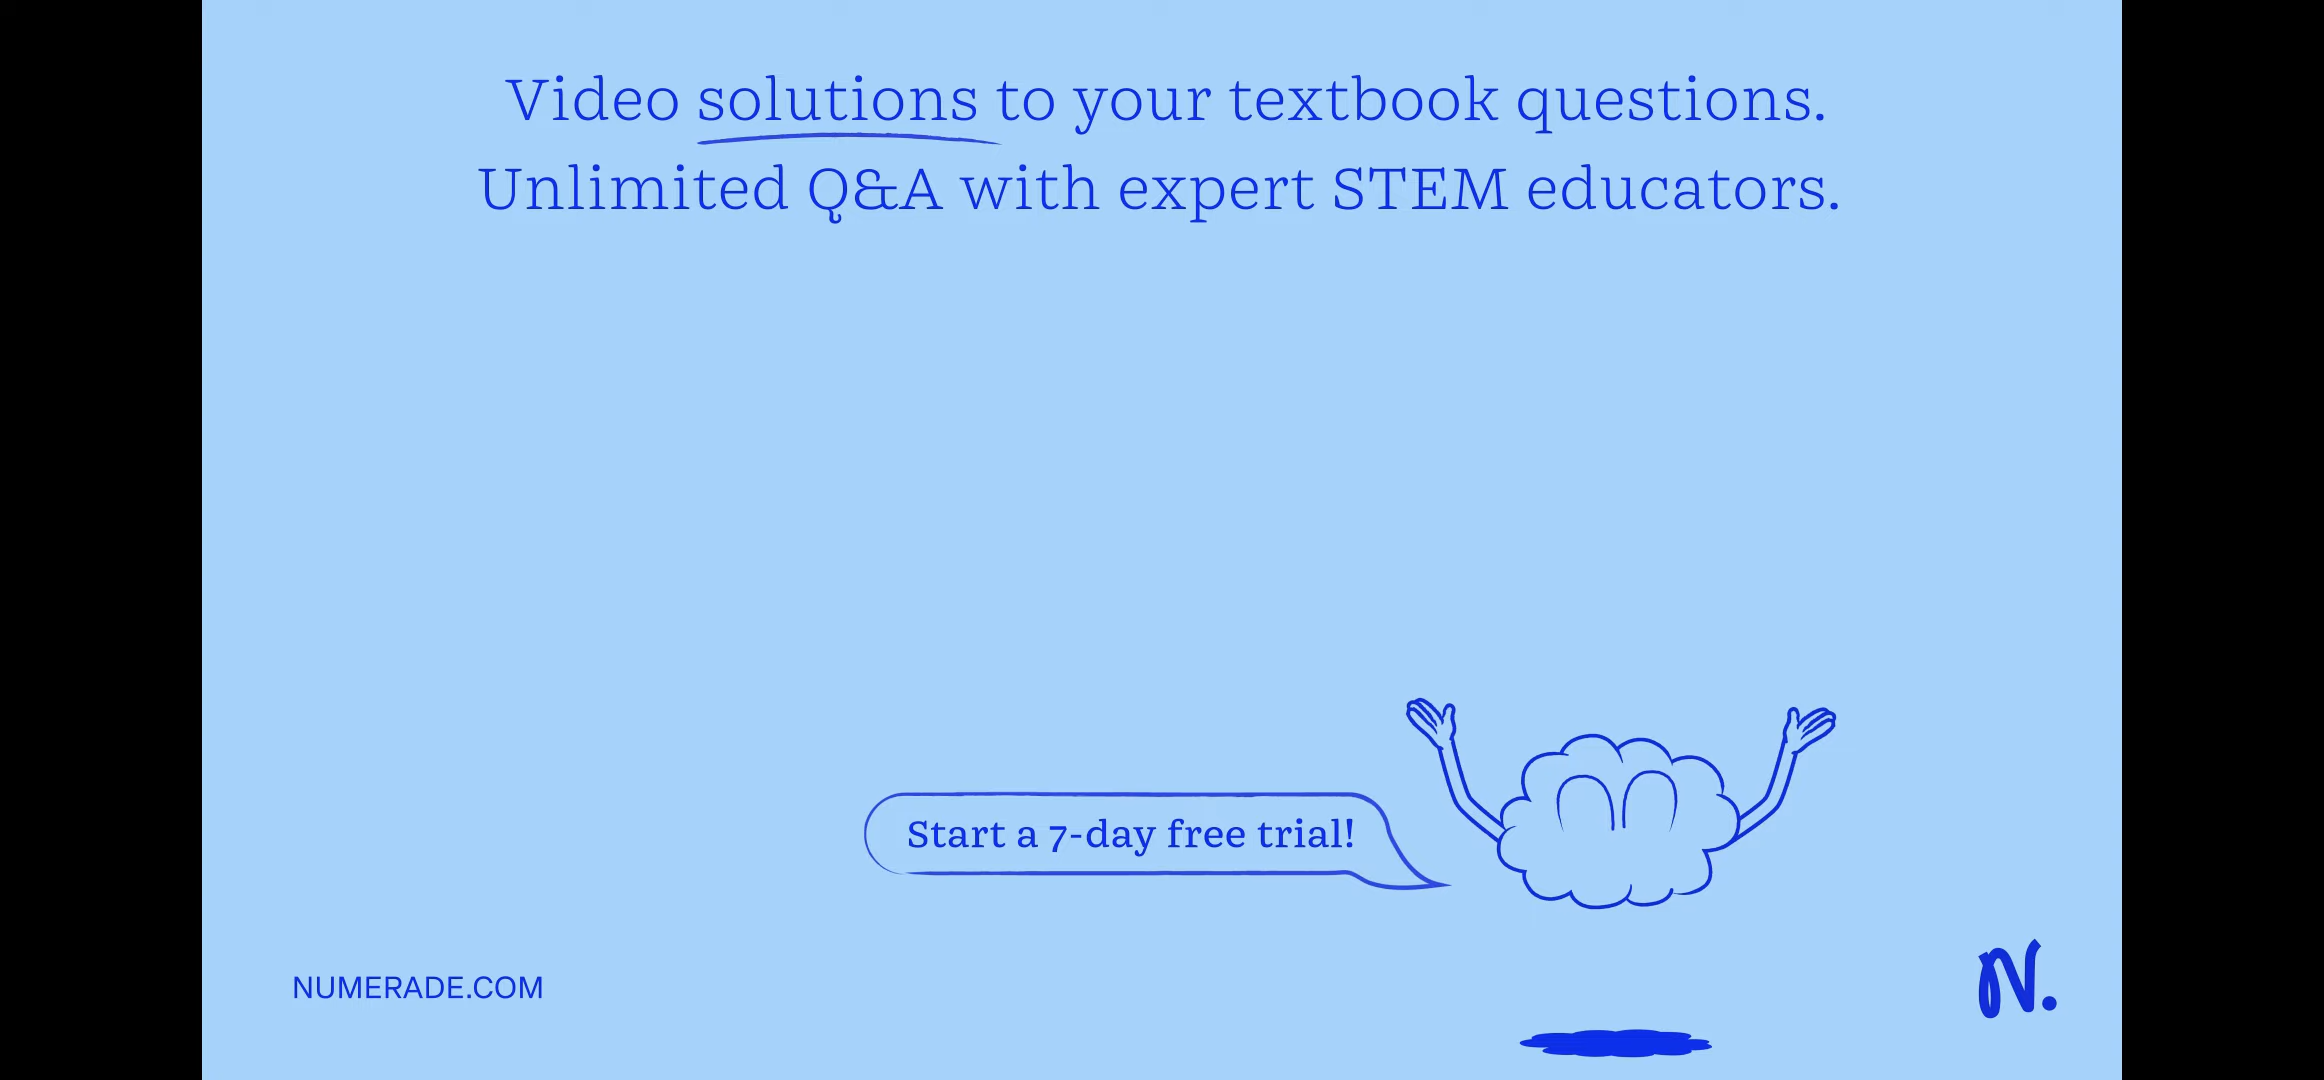 Video solutions to your textbook questions.
Unlimited Q&A with expert STEM educators.
Start a 7-day free trial!
NUMERADE.COM
N.